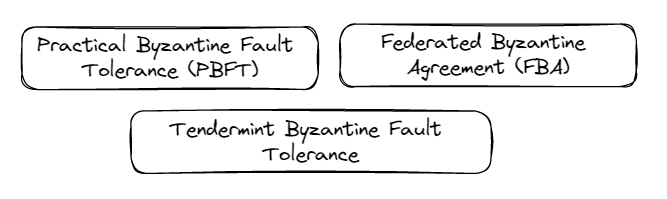 Practical Byzantine Fault
Tolerance (PBFT)
Federated Byzantine
Agreement (FBA)
Tendermint Byzantine Fault
Tolerance